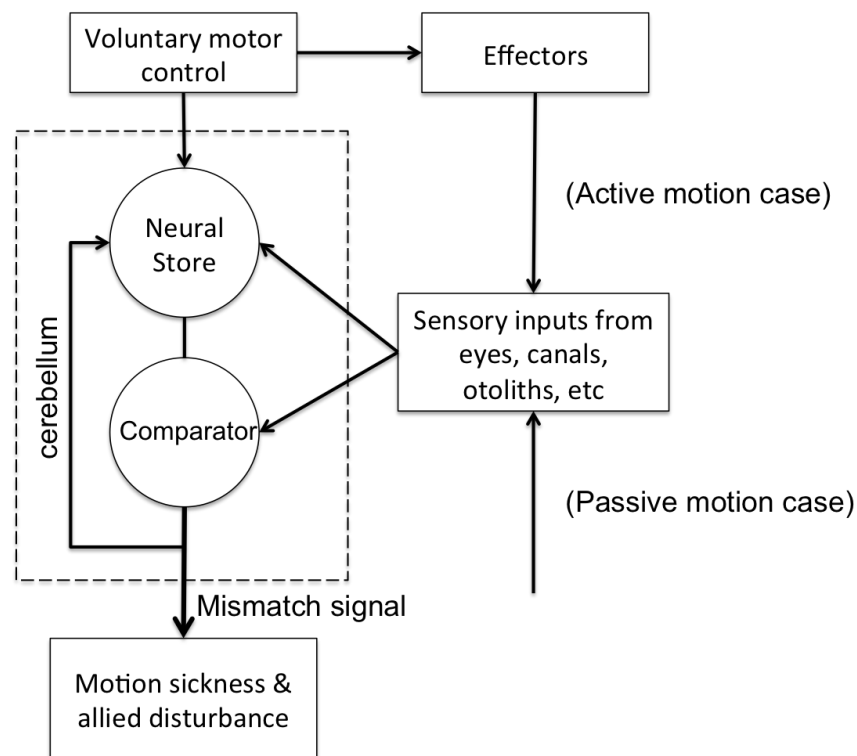 Voluntary motor
control
Effectors
(Active motion case)
Neural
Store
Sensory inputs from
eyes, canals,
otoliths, etc
cerebellum
Comparator
(Passive motion case)
Mismatch signal
Motion sickness &
allied disturbance